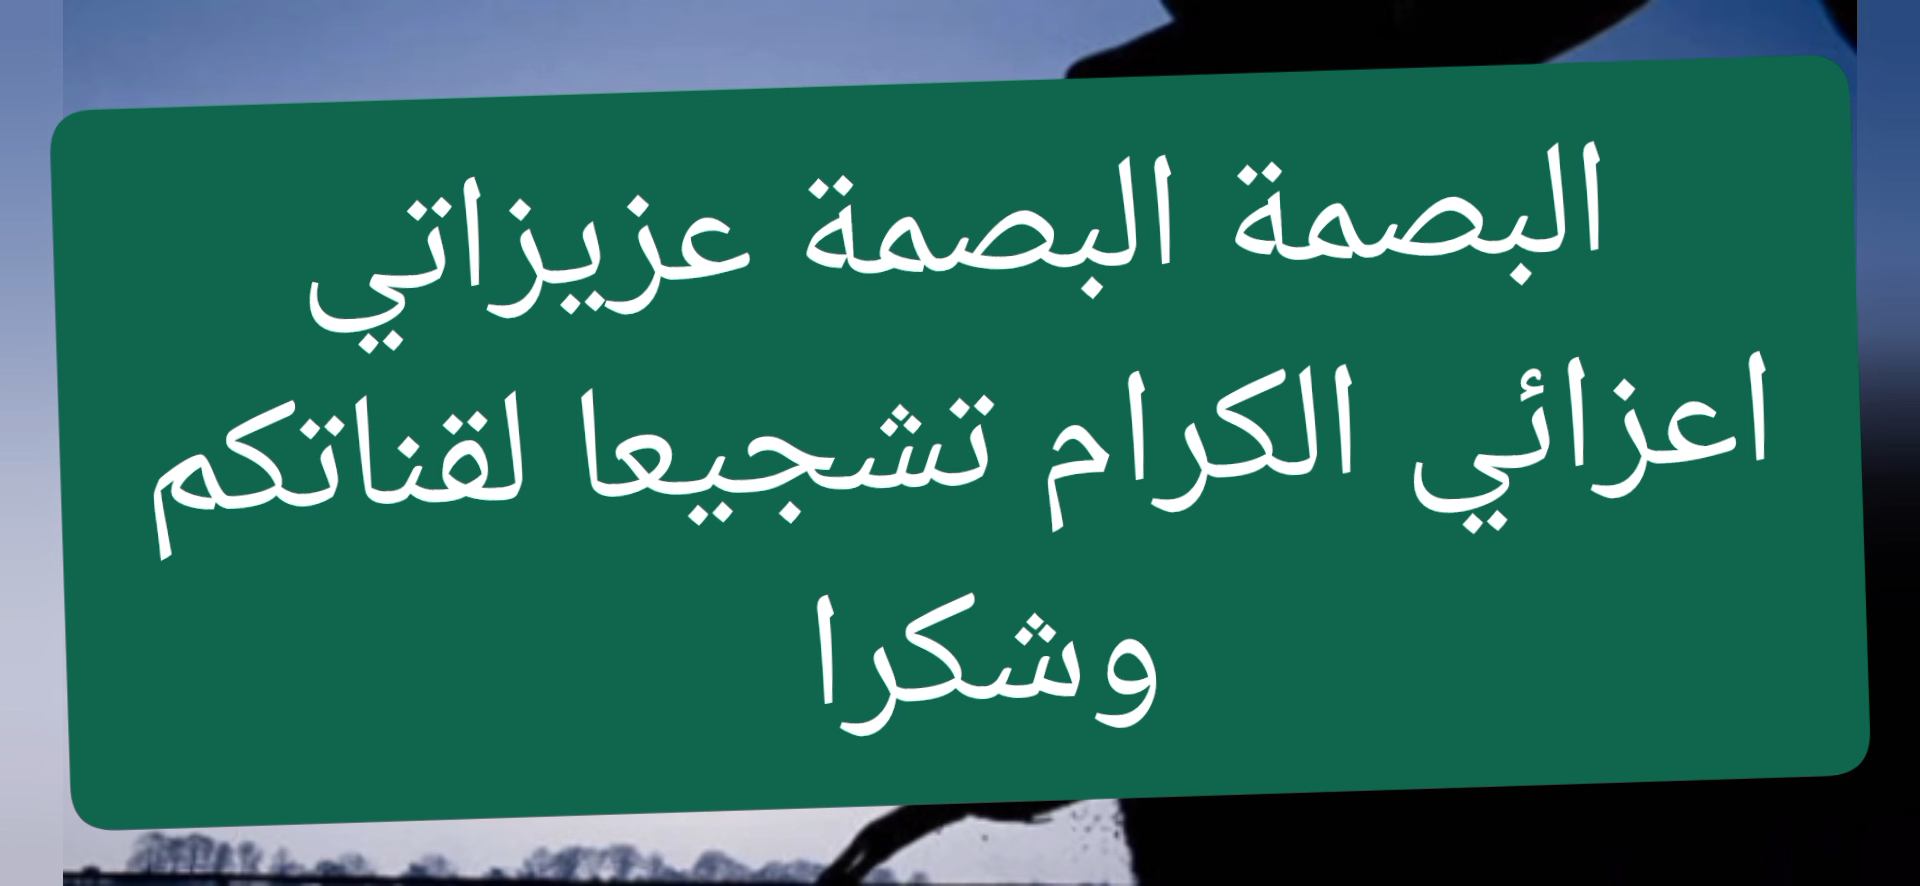 البصمة البصمة عزيزاتي
اعزائي الكرام تشجيعا لقناتكم
وشكرا